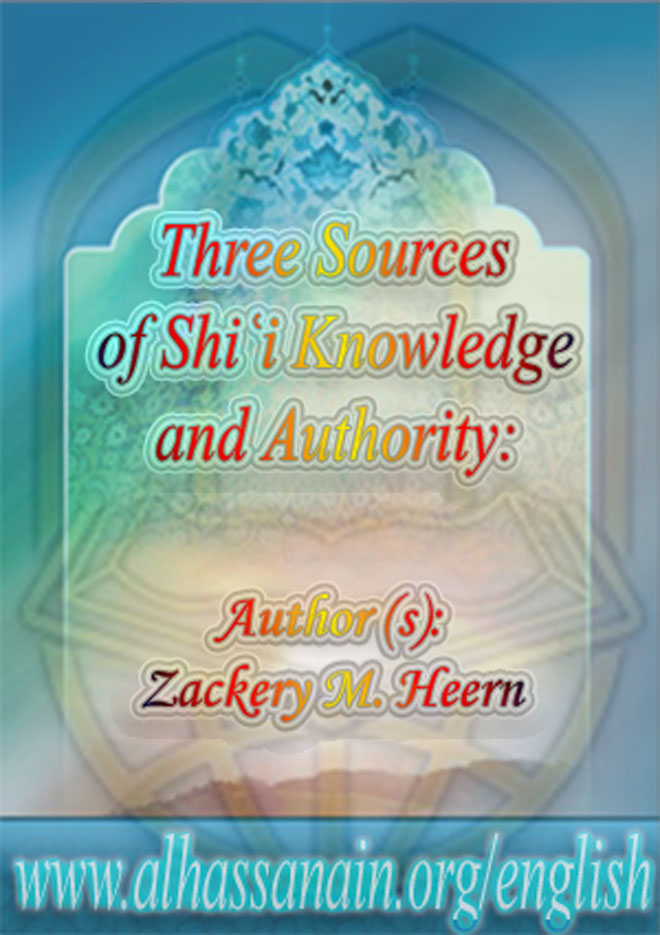 Three Sources
of Shi‘i Knowledge
and Authority:
Author (s):
Zackery M. Heern
www.alhassanain.org/english